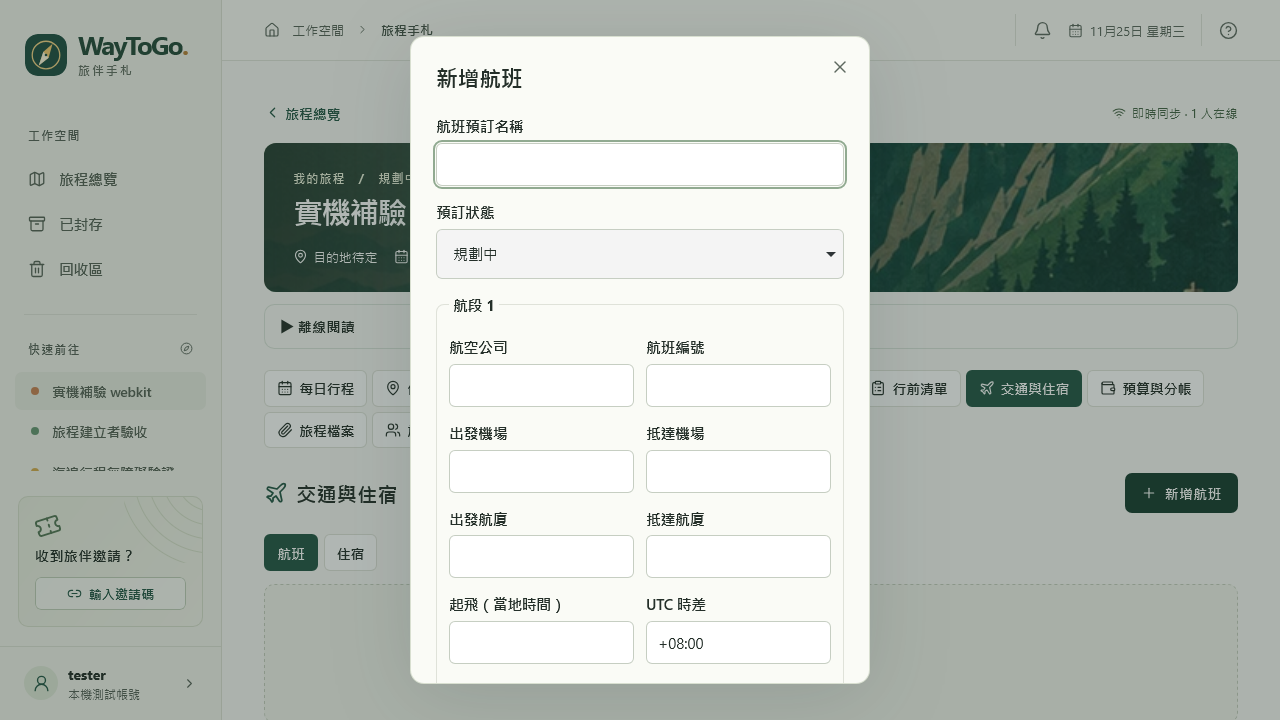 WayToGo.
旅伴手札
工作空間
旅程總覽
已封存
回收區
快速前往
實機補驗 webkit
旅程建立者驗收
收到旅伴邀請？
輸入邀請碼
tester
本機測試帳號
工作空間
旅程手札
11月25日 星期三
旅程總覽
即時同步 · 1 人在線
我的旅程 / 規劃中
實機補驗
目的地待定
離線閱讀
每日行程
行前清單
交通與住宿
預算與分帳
旅程檔案
交通與住宿
新增航班
航班
住宿
新增航班
航班預訂名稱
預訂狀態
規劃中
航段 1
航空公司
航班編號
出發機場
抵達機場
出發航廈
抵達航廈
起飛（當地時間）
UTC 時差
+08:00